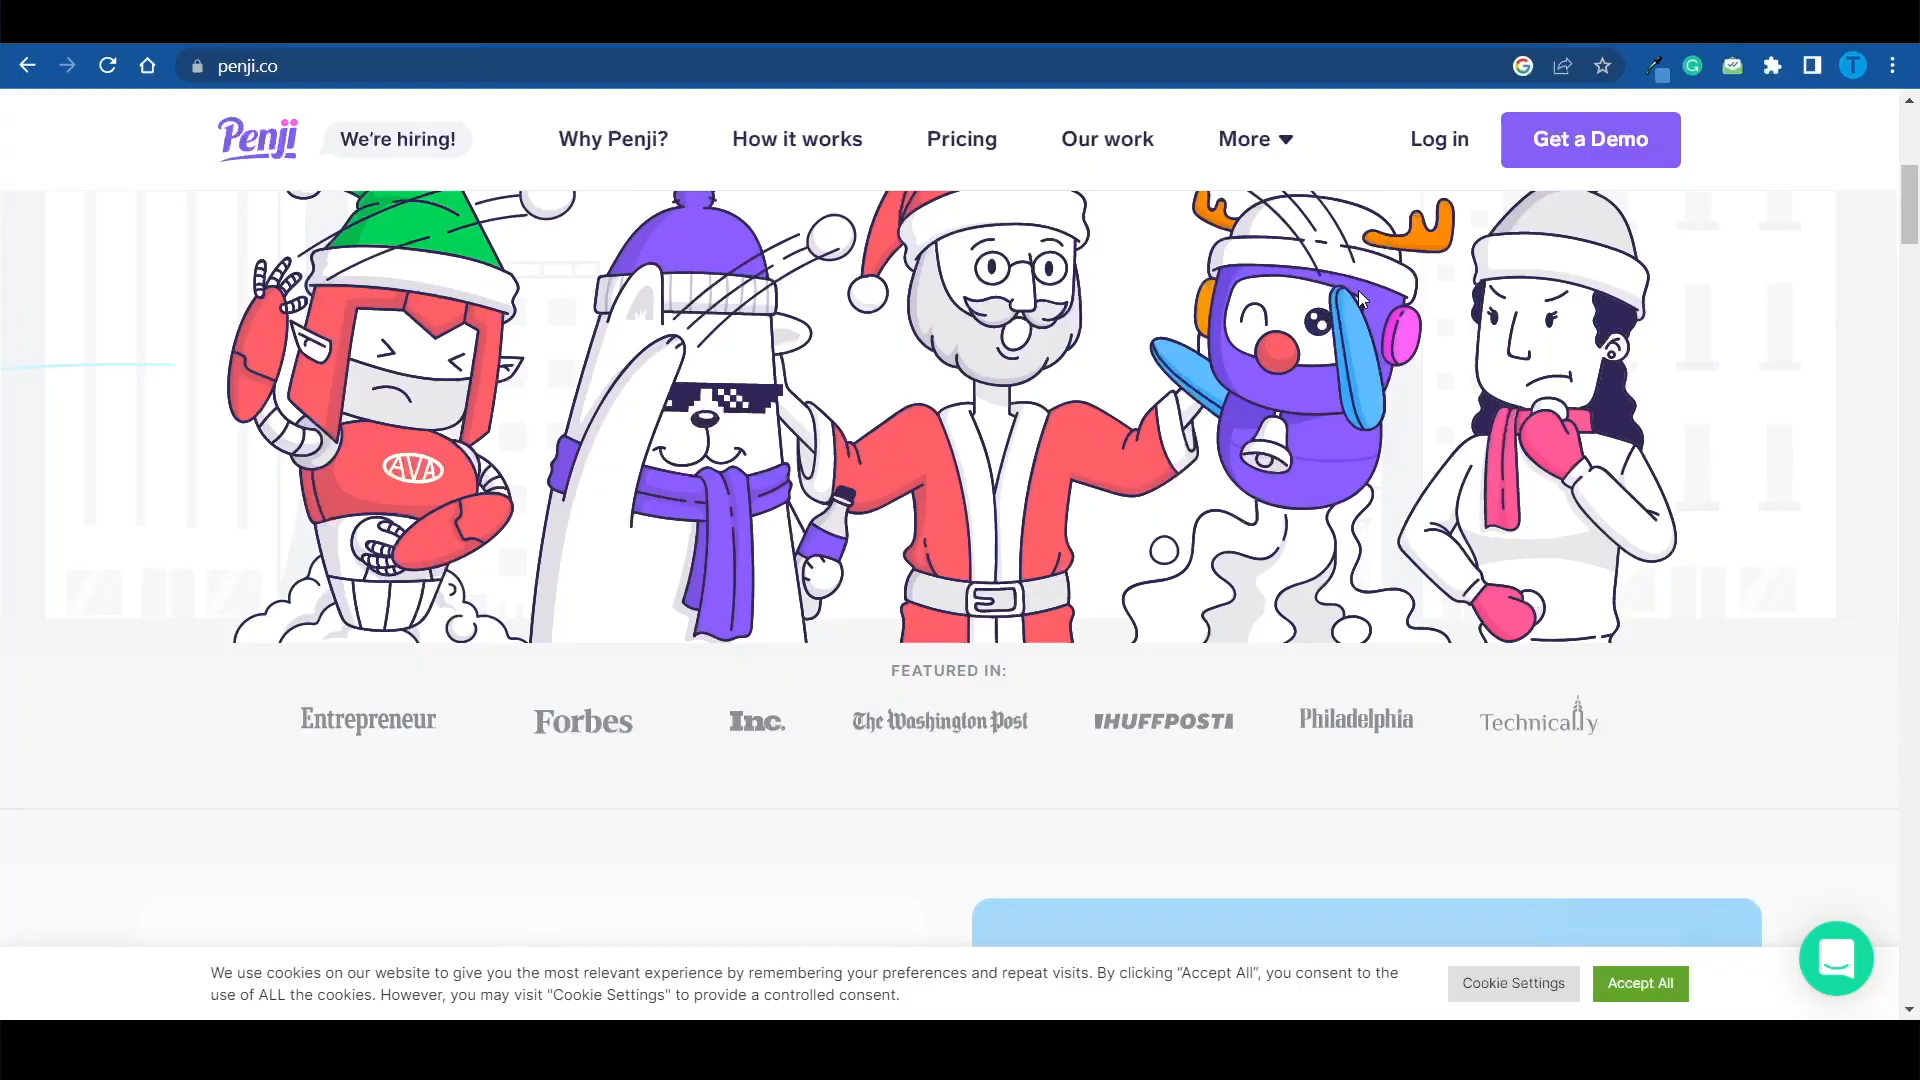 penji.co
Penji
We're hiring!
Why Penji?
How it works
Pricing
Our work
More
Log in
Get a Demo
AVA
FEATURED IN:
Entrepreneur
Forbes
Inc.
The Washington Post
HUFFPOST
Philadelphia
Technically
We use cookies on our website to give you the most relevant experience by remembering your preferences and repeat visits. By clicking “Accept All”, you consent to the
use of ALL the cookies. However, you may visit "Cookie Settings" to provide a controlled consent.
Cookie Settings
Accept All
T